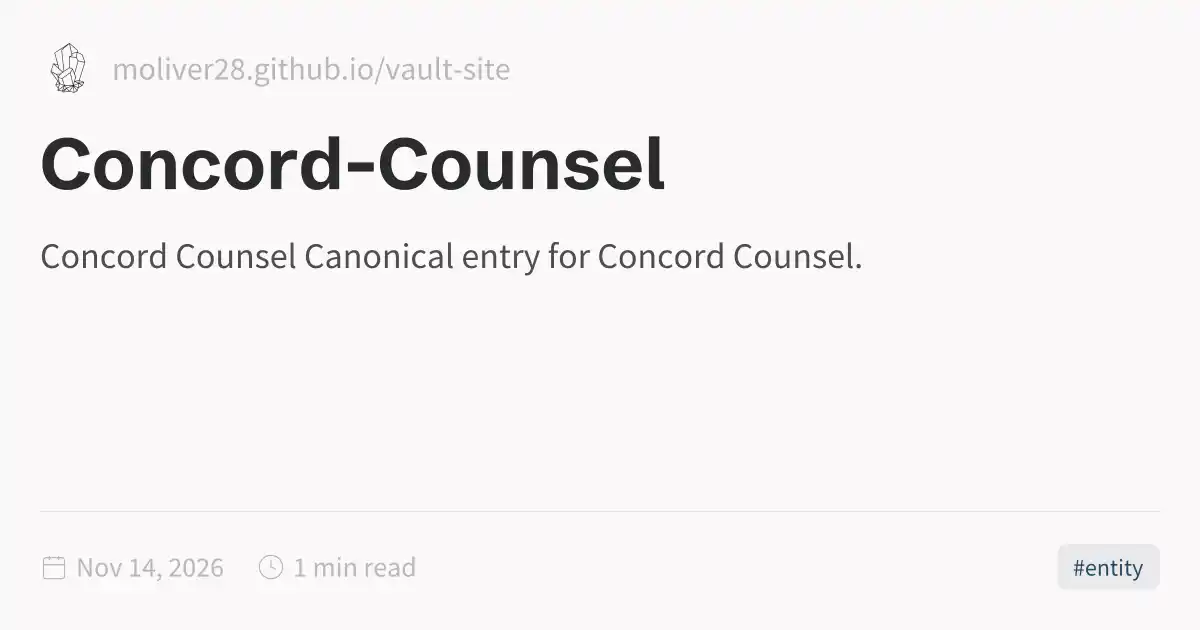 moliver28.github.io/vault-site
Concord-Counsel
Concord Counsel Canonical entry for Concord Counsel.
Nov 14, 2026 1 min read #entity